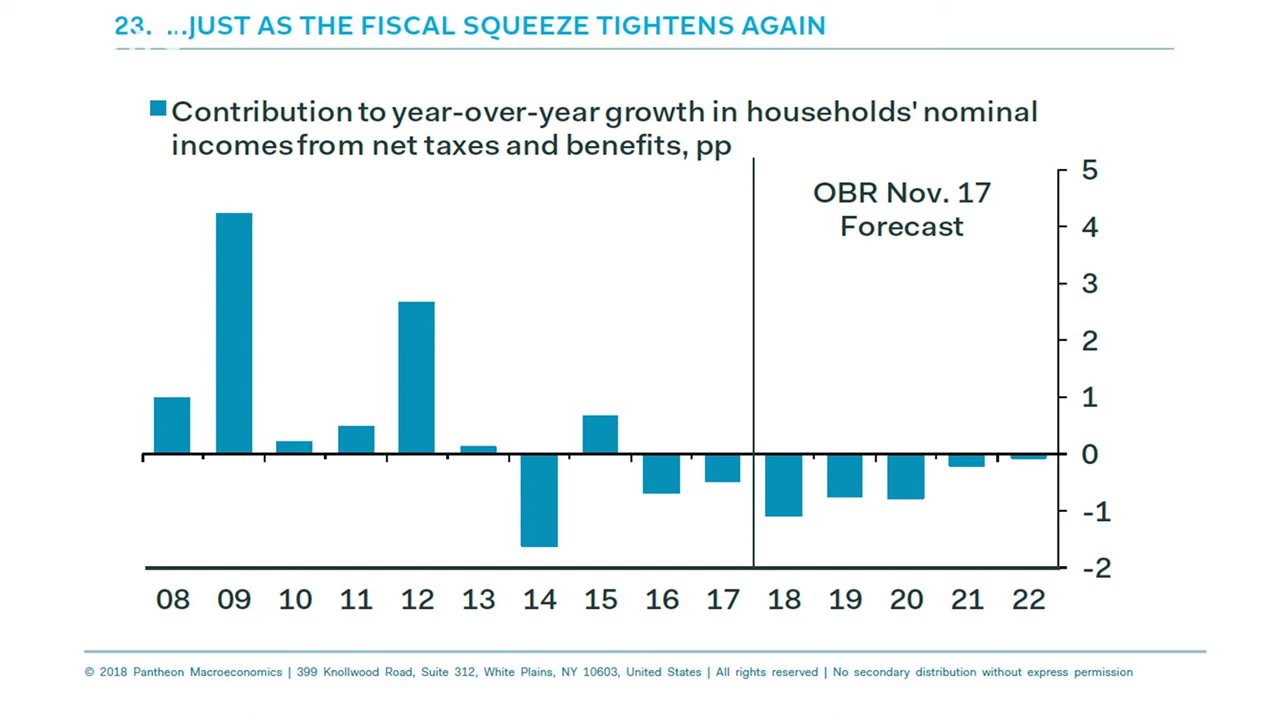 23. ...JUST AS THE FISCAL SQUEEZE TIGHTENS AGAIN
Contribution to year-over-year growth in households' nominal
incomes from net taxes and benefits, pp
OBR Nov. 17
Forecast
5
4
3
2
1
0
-1
-2
08 09 10 11 12 13 14 15 16 17 18 19 20 21 22
© 2018 Pantheon Macroeconomics | 399 Knollwood Road, Suite 312, White Plains, NY 10603, United States | All rights reserved | No secondary distribution without express permission